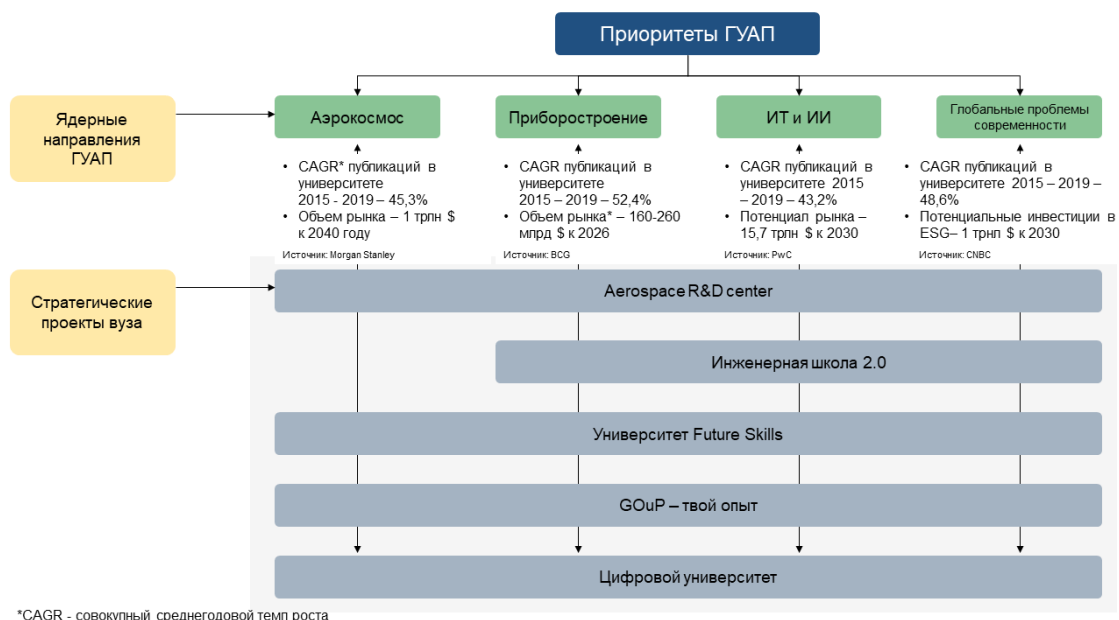 Приоритеты ГУАП
Ядерные
направления
ГУАП
Аэрокосмос
Приборостроение
ИТ и ИИ
Глобальные проблемы
современности
• CAGR* публикаций в
университете
2015 - 2019 – 45,3%
• Объем рынка – 1 трлн $
к 2040 году
Источник: Morgan Stanley
• CAGR публикаций в
университете
2015 – 2019 – 52,4%
• Объем рынка* – 160-260
млрд $ к 2026
Источник: BCG
• CAGR публикаций в
университете 2015
– 2019 – 43,2%
• Потенциал рынка –
15,7 трлн $ к 2030
Источник: PwC
• CAGR публикаций в
университете 2015 – 2019 –
48,6%
• Потенциальные инвестиции в
ESG– 1 трнл $ к 2030
Источник: CNBC
Стратегические
проекты вуза
Aerospace R&D center
Инженерная школа 2.0
Университет Future Skills
GOuP – твой опыт
Цифровой университет
*CAGR - совокупный среднегодовой темп роста